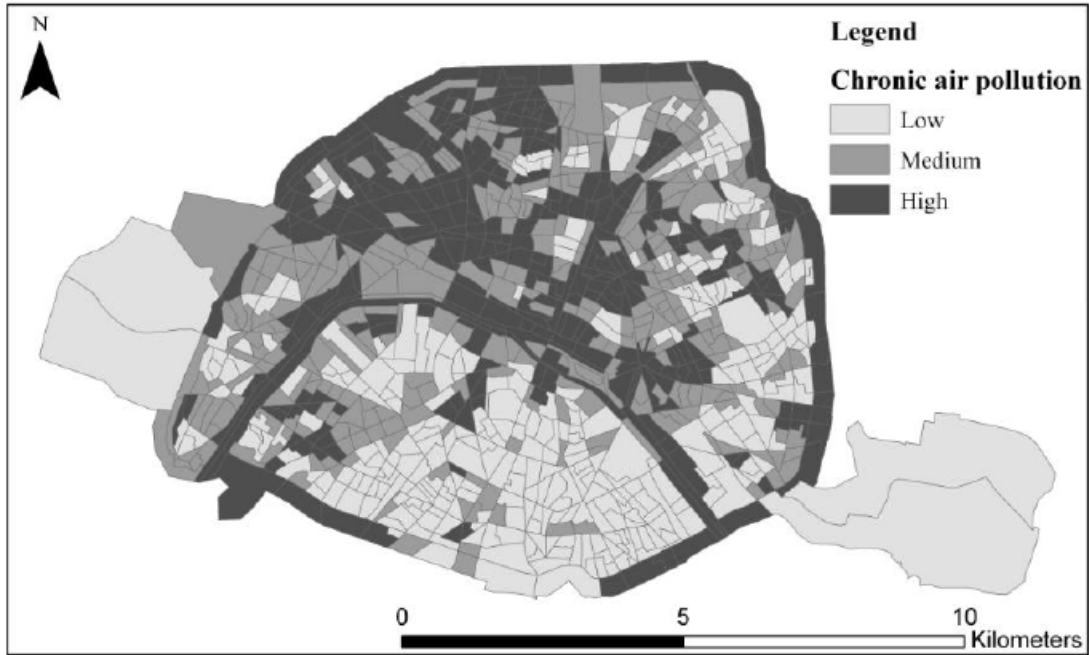 N
Legend
Chronic air pollution
Low
Medium
High
0 5 10
Kilometers